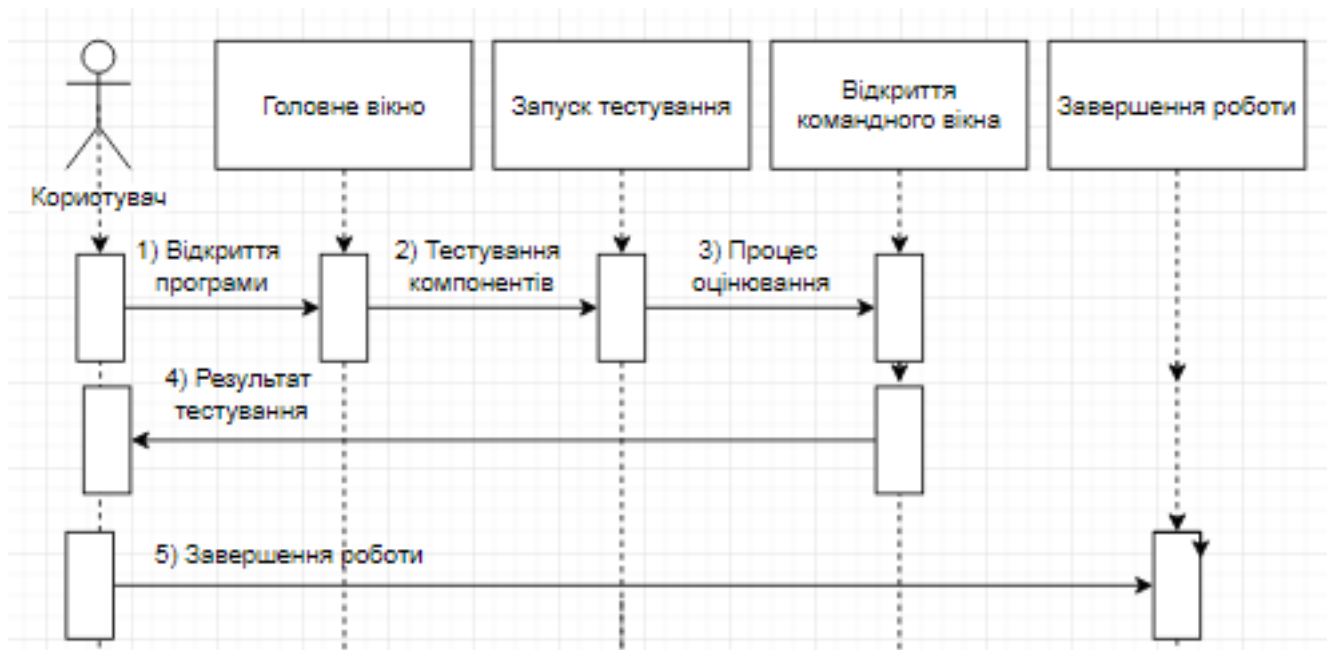 Головне вікно
Запуск тестування
Відкриття
командного вікна
Завершення роботи
Користувач
1) Відкриття
програми
2) Тестування
компонентів
3) Процес
оцінювання
4) Результат
тестування
5) Завершення роботи